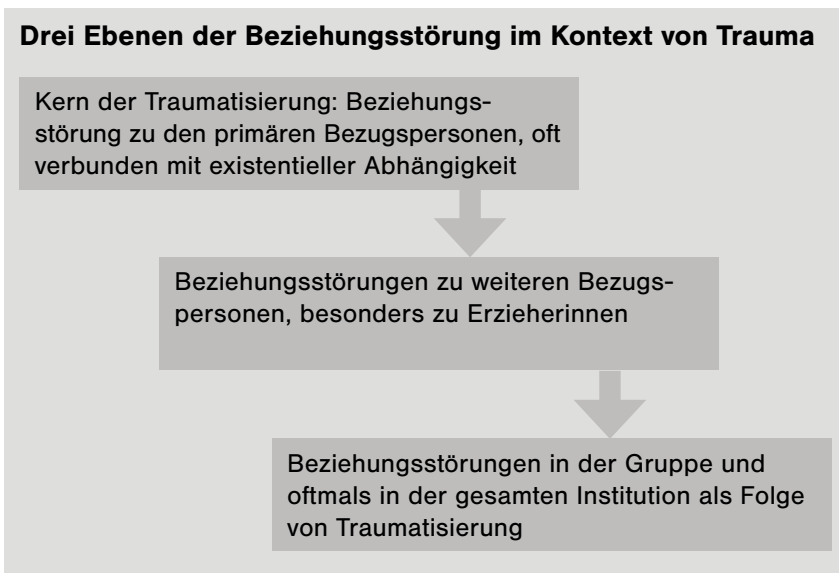 Drei Ebenen der Beziehungsstörung im Kontext von Trauma
Kern der Traumatisierung: Beziehungs-
störung zu den primären Bezugspersonen, oft
verbunden mit existentieller Abhängigkeit
Beziehungsstörungen zu weiteren Bezugs-
personen, besonders zu Erzieherinnen
Beziehungsstörungen in der Gruppe und
oftmals in der gesamten Institution als Folge
von Traumatisierung